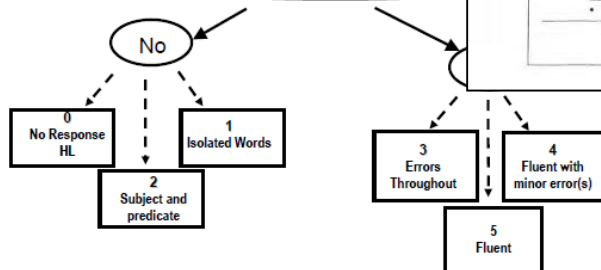 No
0
No Response
HL
1
Isolated Words
2
Subject and
predicate
3
Errors
Throughout
4
Fluent with
minor error(s)
5
Fluent